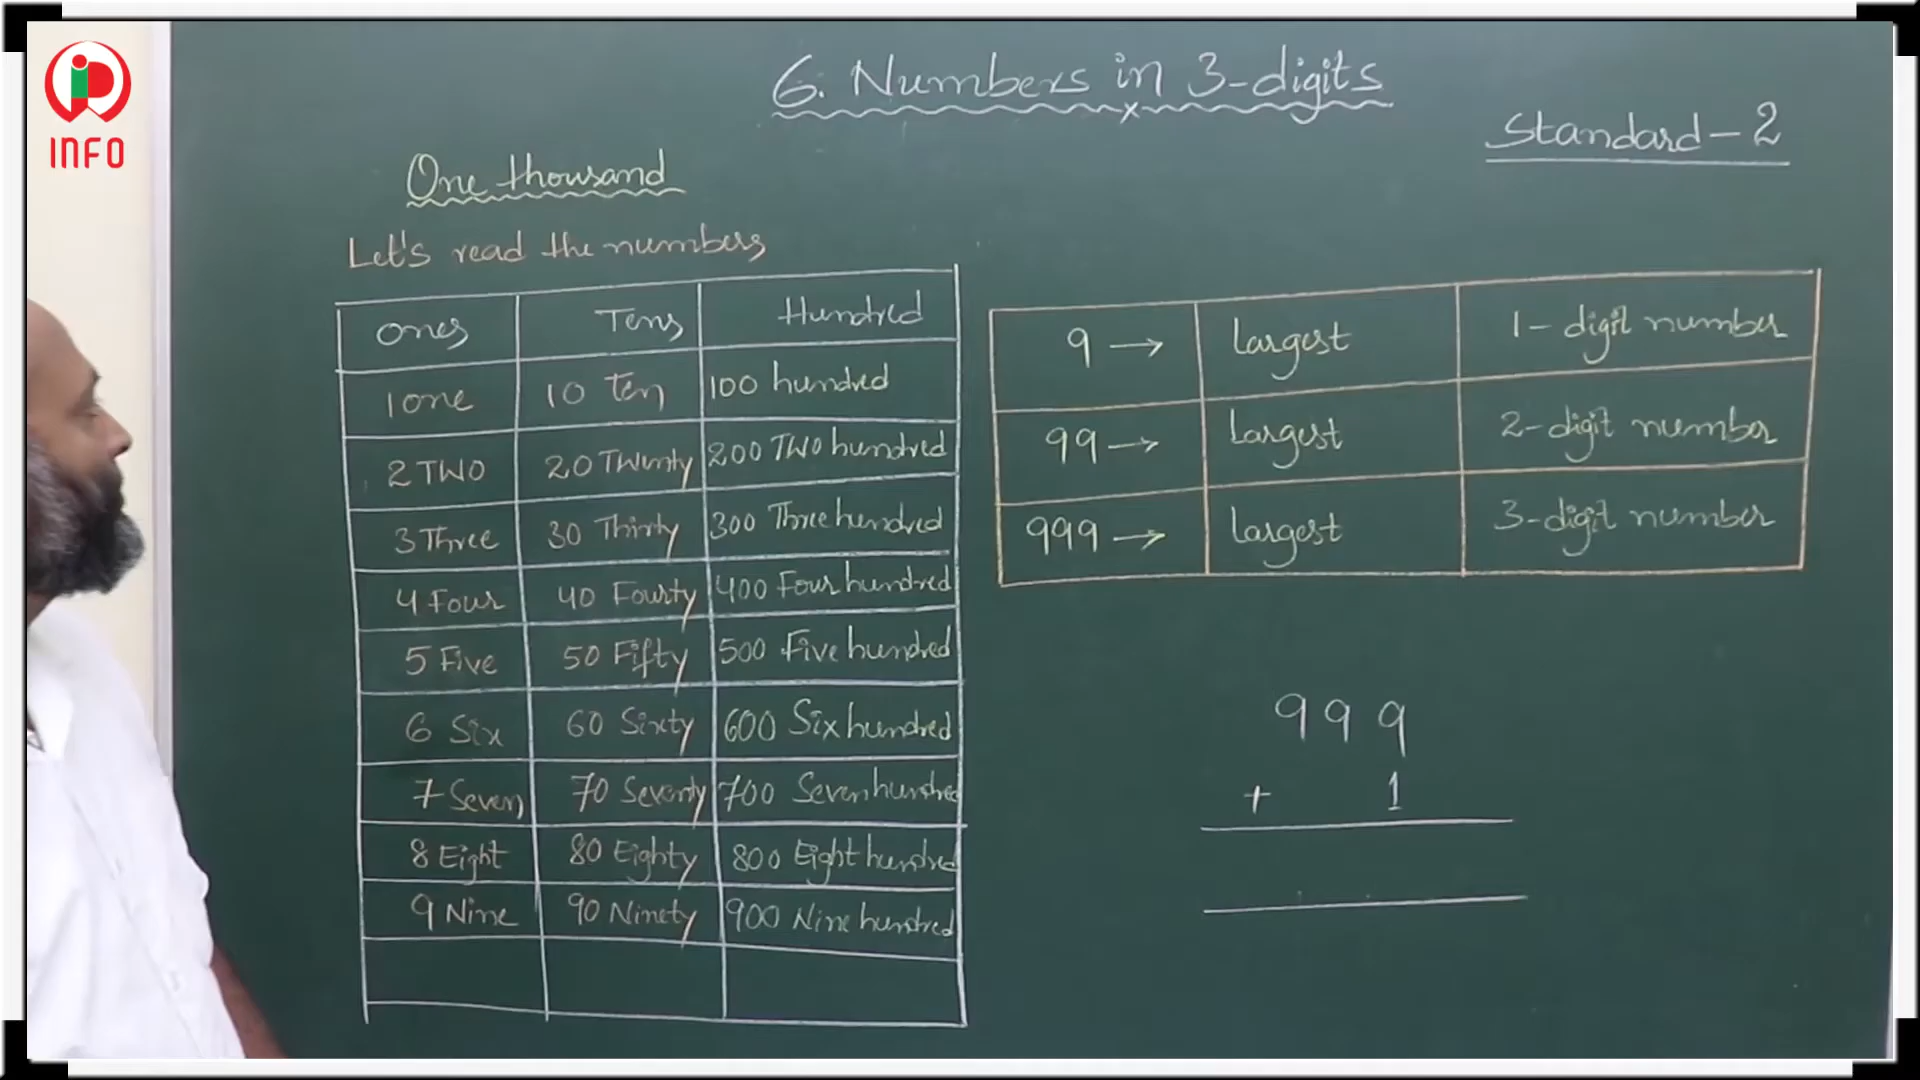 INFO
6. Numbers in 3-digits
Standard-2
One thousand
Let's read the numbers
Ones Tens Hundred
1 one 10 Ten 100 hundred
2 Two 20 Twenty 200 Two hundred
3 Three 30 Thirty 300 Three hundred
4 Four 40 Fourty 400 Four hundred
5 Five 50 Fifty 500 Five hundred
6 Six 60 Sixty 600 Six hundred
7 Seven 70 Seventy 700 Seven hundred
8 Eight 80 Eighty 800 Eight hundred
9 Nine 90 Ninety 900 Nine hundred
9 → largest 1-digit number
99 → largest 2-digit number
999 → largest 3-digit number
999
+ 1